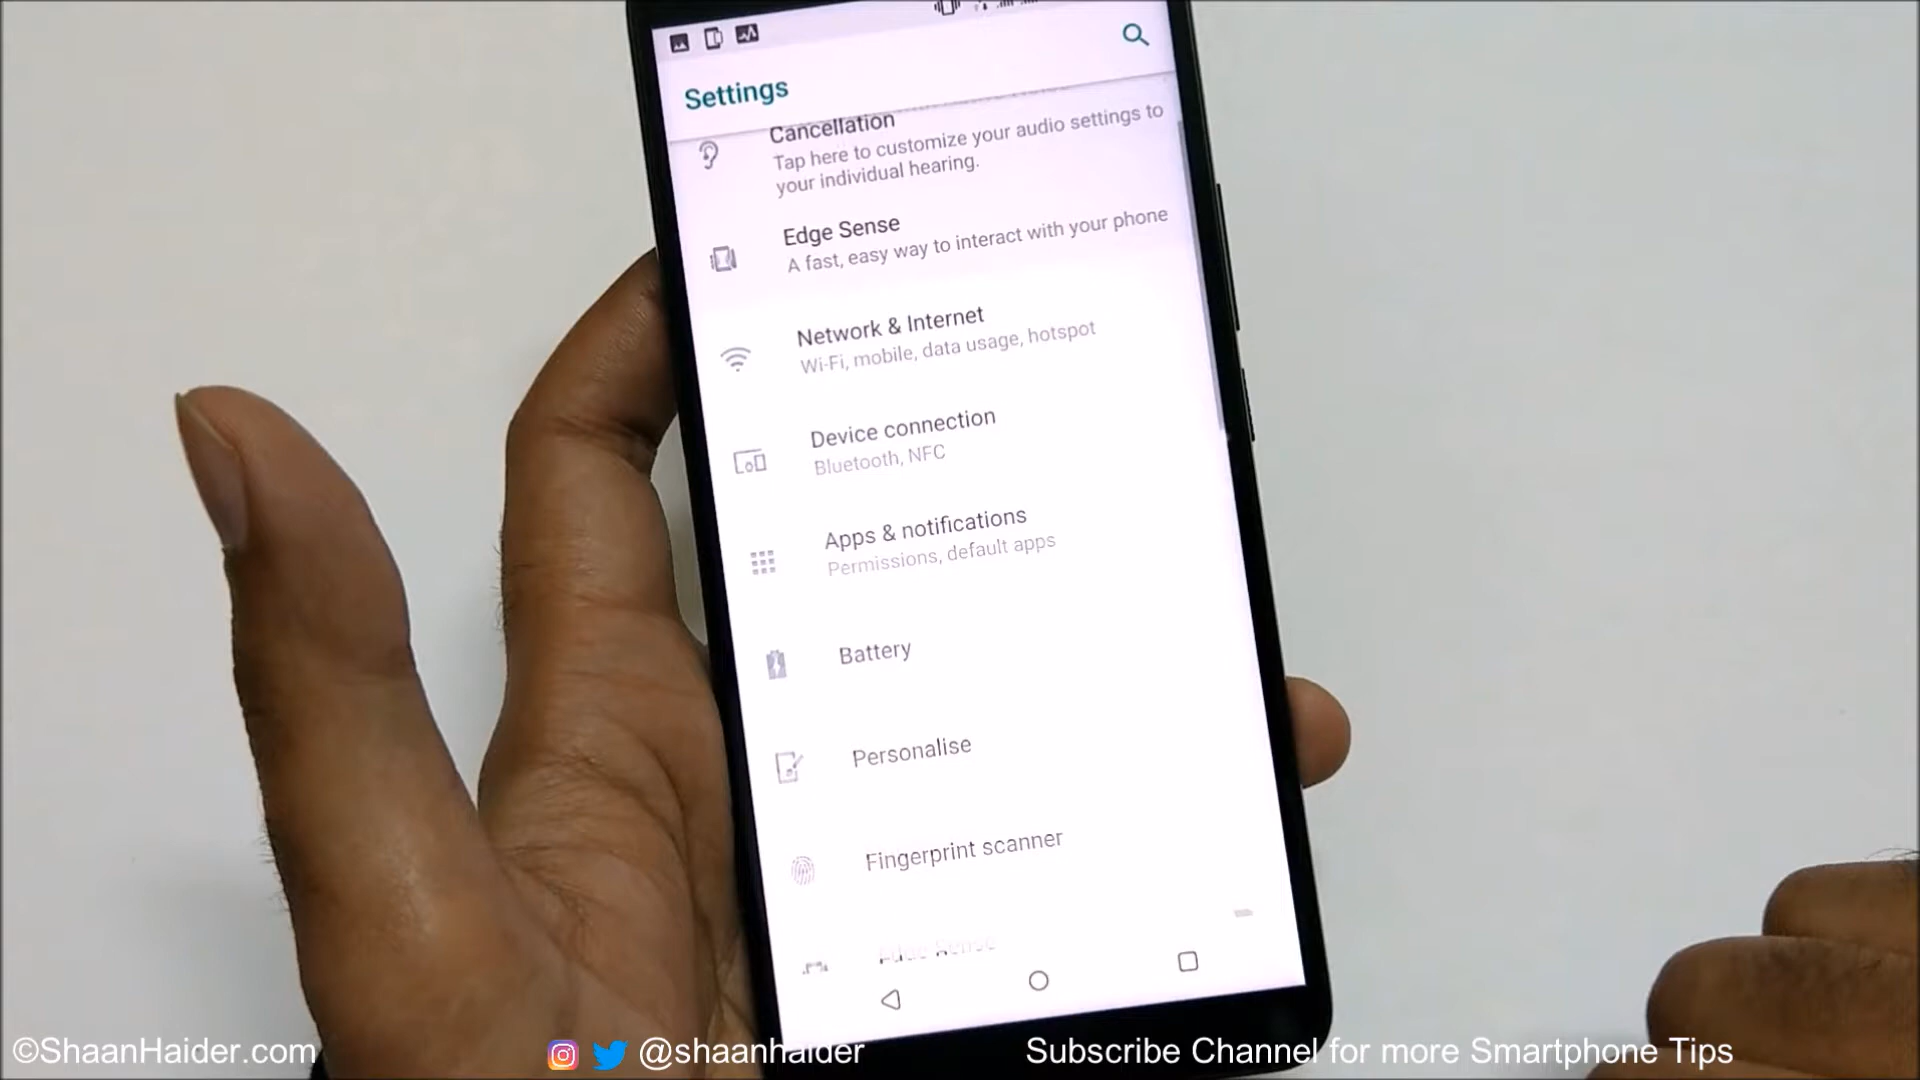 Settings
Cancellation
Tap here to customize your audio settings to
your individual hearing.
Edge Sense
A fast, easy way to interact with your phone
Network & Internet
Wi-Fi, mobile, data usage, hotspot
Device connection
Bluetooth, NFC
Apps & notifications
Permissions, default apps
Battery
Personalise
Fingerprint scanner
Edge Sense
©ShaanHaider.com
@shaanhaider
Subscribe Channel for more Smartphone Tips